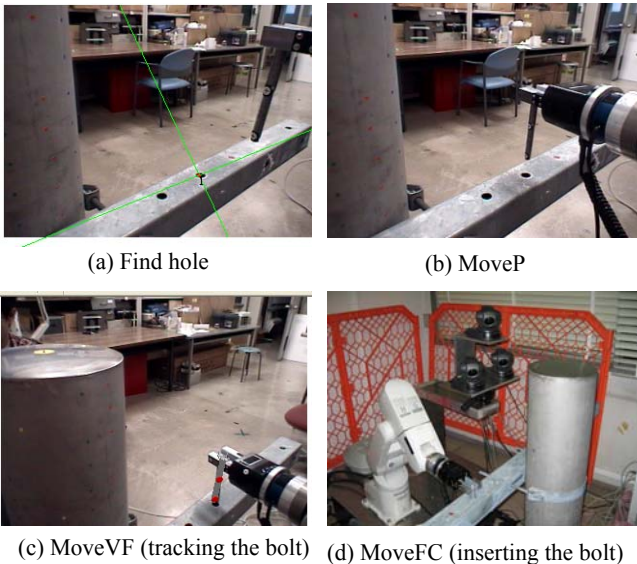 (a) Find hole
(b) MoveP
(c) MoveVF (tracking the bolt)
(d) MoveFC (inserting the bolt)